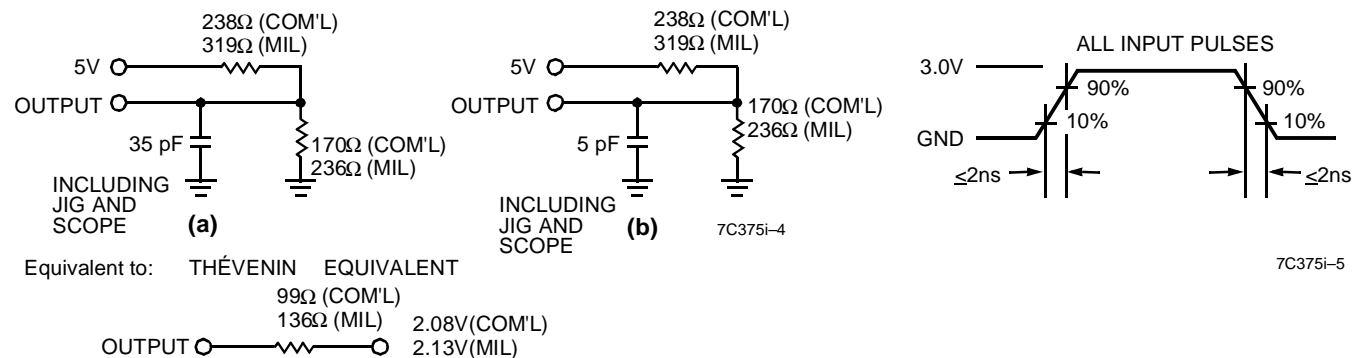 238Ω (COM'L)
319Ω (MIL)
5V
OUTPUT
35 pF
170Ω (COM'L)
236Ω (MIL)
INCLUDING
JIG AND
SCOPE
(a)
238Ω (COM'L)
319Ω (MIL)
5V
OUTPUT
5 pF
170Ω (COM'L)
236Ω (MIL)
INCLUDING
JIG AND
SCOPE
(b)
7C375i–4
ALL INPUT PULSES
3.0V
90%
10%
GND
≤2ns
90%
10%
≤2ns
7C375i–5
Equivalent to: THÉVENIN EQUIVALENT
99Ω (COM'L)
136Ω (MIL)
OUTPUT
2.08V(COM'L)
2.13V(MIL)